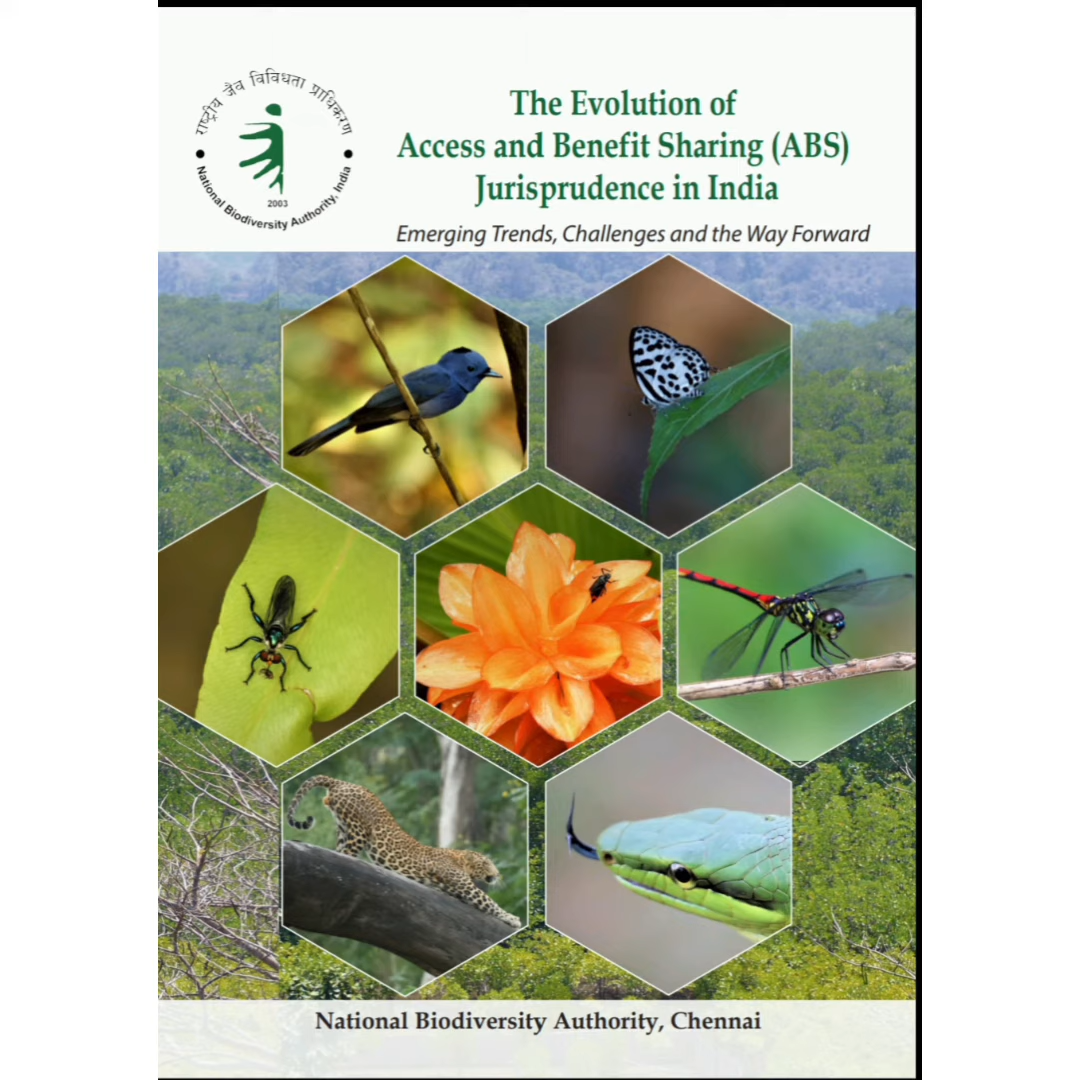 राष्ट्रीय जैव विविधता प्राधिकरण
National Biodiversity Authority, India
2003
The Evolution of
Access and Benefit Sharing (ABS)
Jurisprudence in India
Emerging Trends, Challenges and the Way Forward
National Biodiversity Authority, Chennai